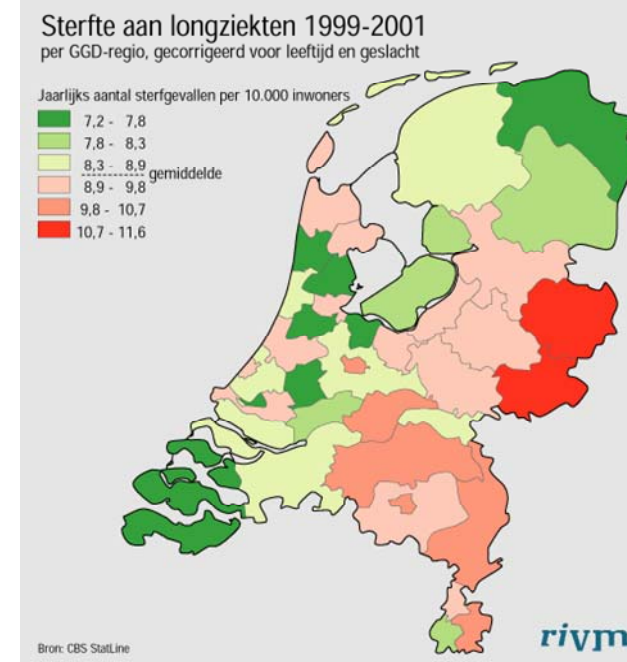 Sterfte aan longziekten 1999-2001
per GGD-regio, gecorrigeerd voor leeftijd en geslacht
Jaarlijks aantal sterfgevallen per 10.000 inwoners
7,2 - 7,8
7,8 - 8,3
8,3 - 8,9
gemiddelde
8,9 - 9,8
9,8 - 10,7
10,7 - 11,6
Bron: CBS StatLine
rivm